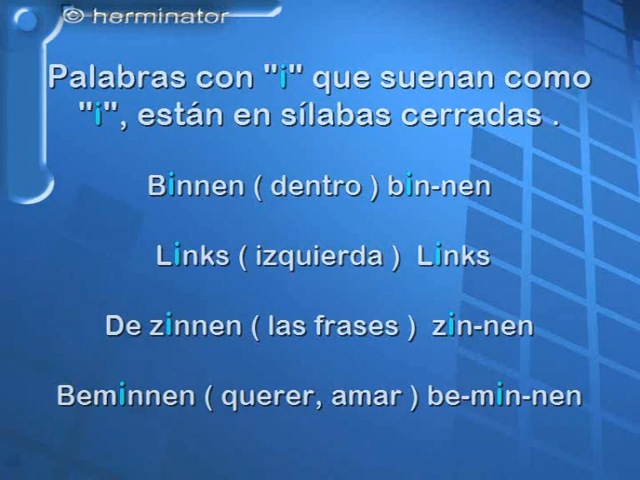 © herminator
Palabras con "i" que suenan como
"i", están en sílabas cerradas .
Binnen ( dentro ) bin-nen
Links ( izquierda ) Links
De zinnen ( las frases ) zin-nen
Beminnen ( querer, amar ) be-min-nen